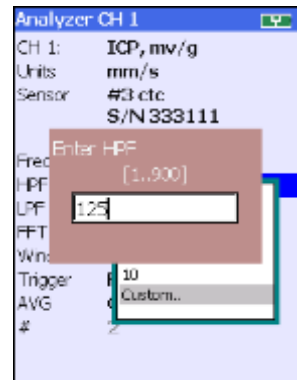 Analyzer CH 1
CH 1: ICP, mv/g
Units mm/s
Sensor #3 ctc
S/N 333111
Enter HPF
[1..900]
125
HPF
LPF
FFT
10
Trigger
Custom..
AVG
#